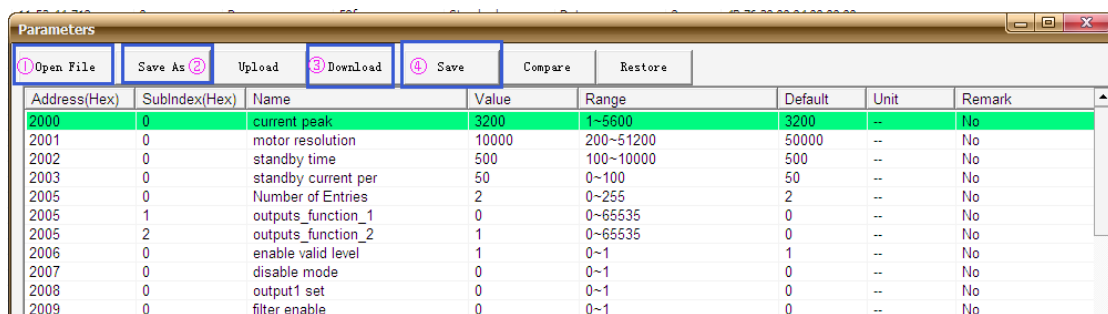 Parameters
①Open File Save As② Upload ③Download ④ Save Compare Restore
Address(Hex) SubIndex(Hex) Name Value Range Default Unit Remark
2000 0 current peak 3200 1~5600 3200 -- No
2001 0 motor resolution 10000 200~51200 50000 -- No
2002 0 standby time 500 100~10000 500 -- No
2003 0 standby current per 50 0~100 50 -- No
2005 0 Number of Entries 2 0~255 2 -- No
2005 1 outputs_function_1 0 0~65535 0 -- No
2005 2 outputs_function_2 1 0~65535 0 -- No
2006 0 enable valid level 1 0~1 1 -- No
2007 0 disable mode 0 0~1 0 -- No
2008 0 output1 set 0 0~1 0 -- No
2009 0 filter enable 0 0~1 0 -- No